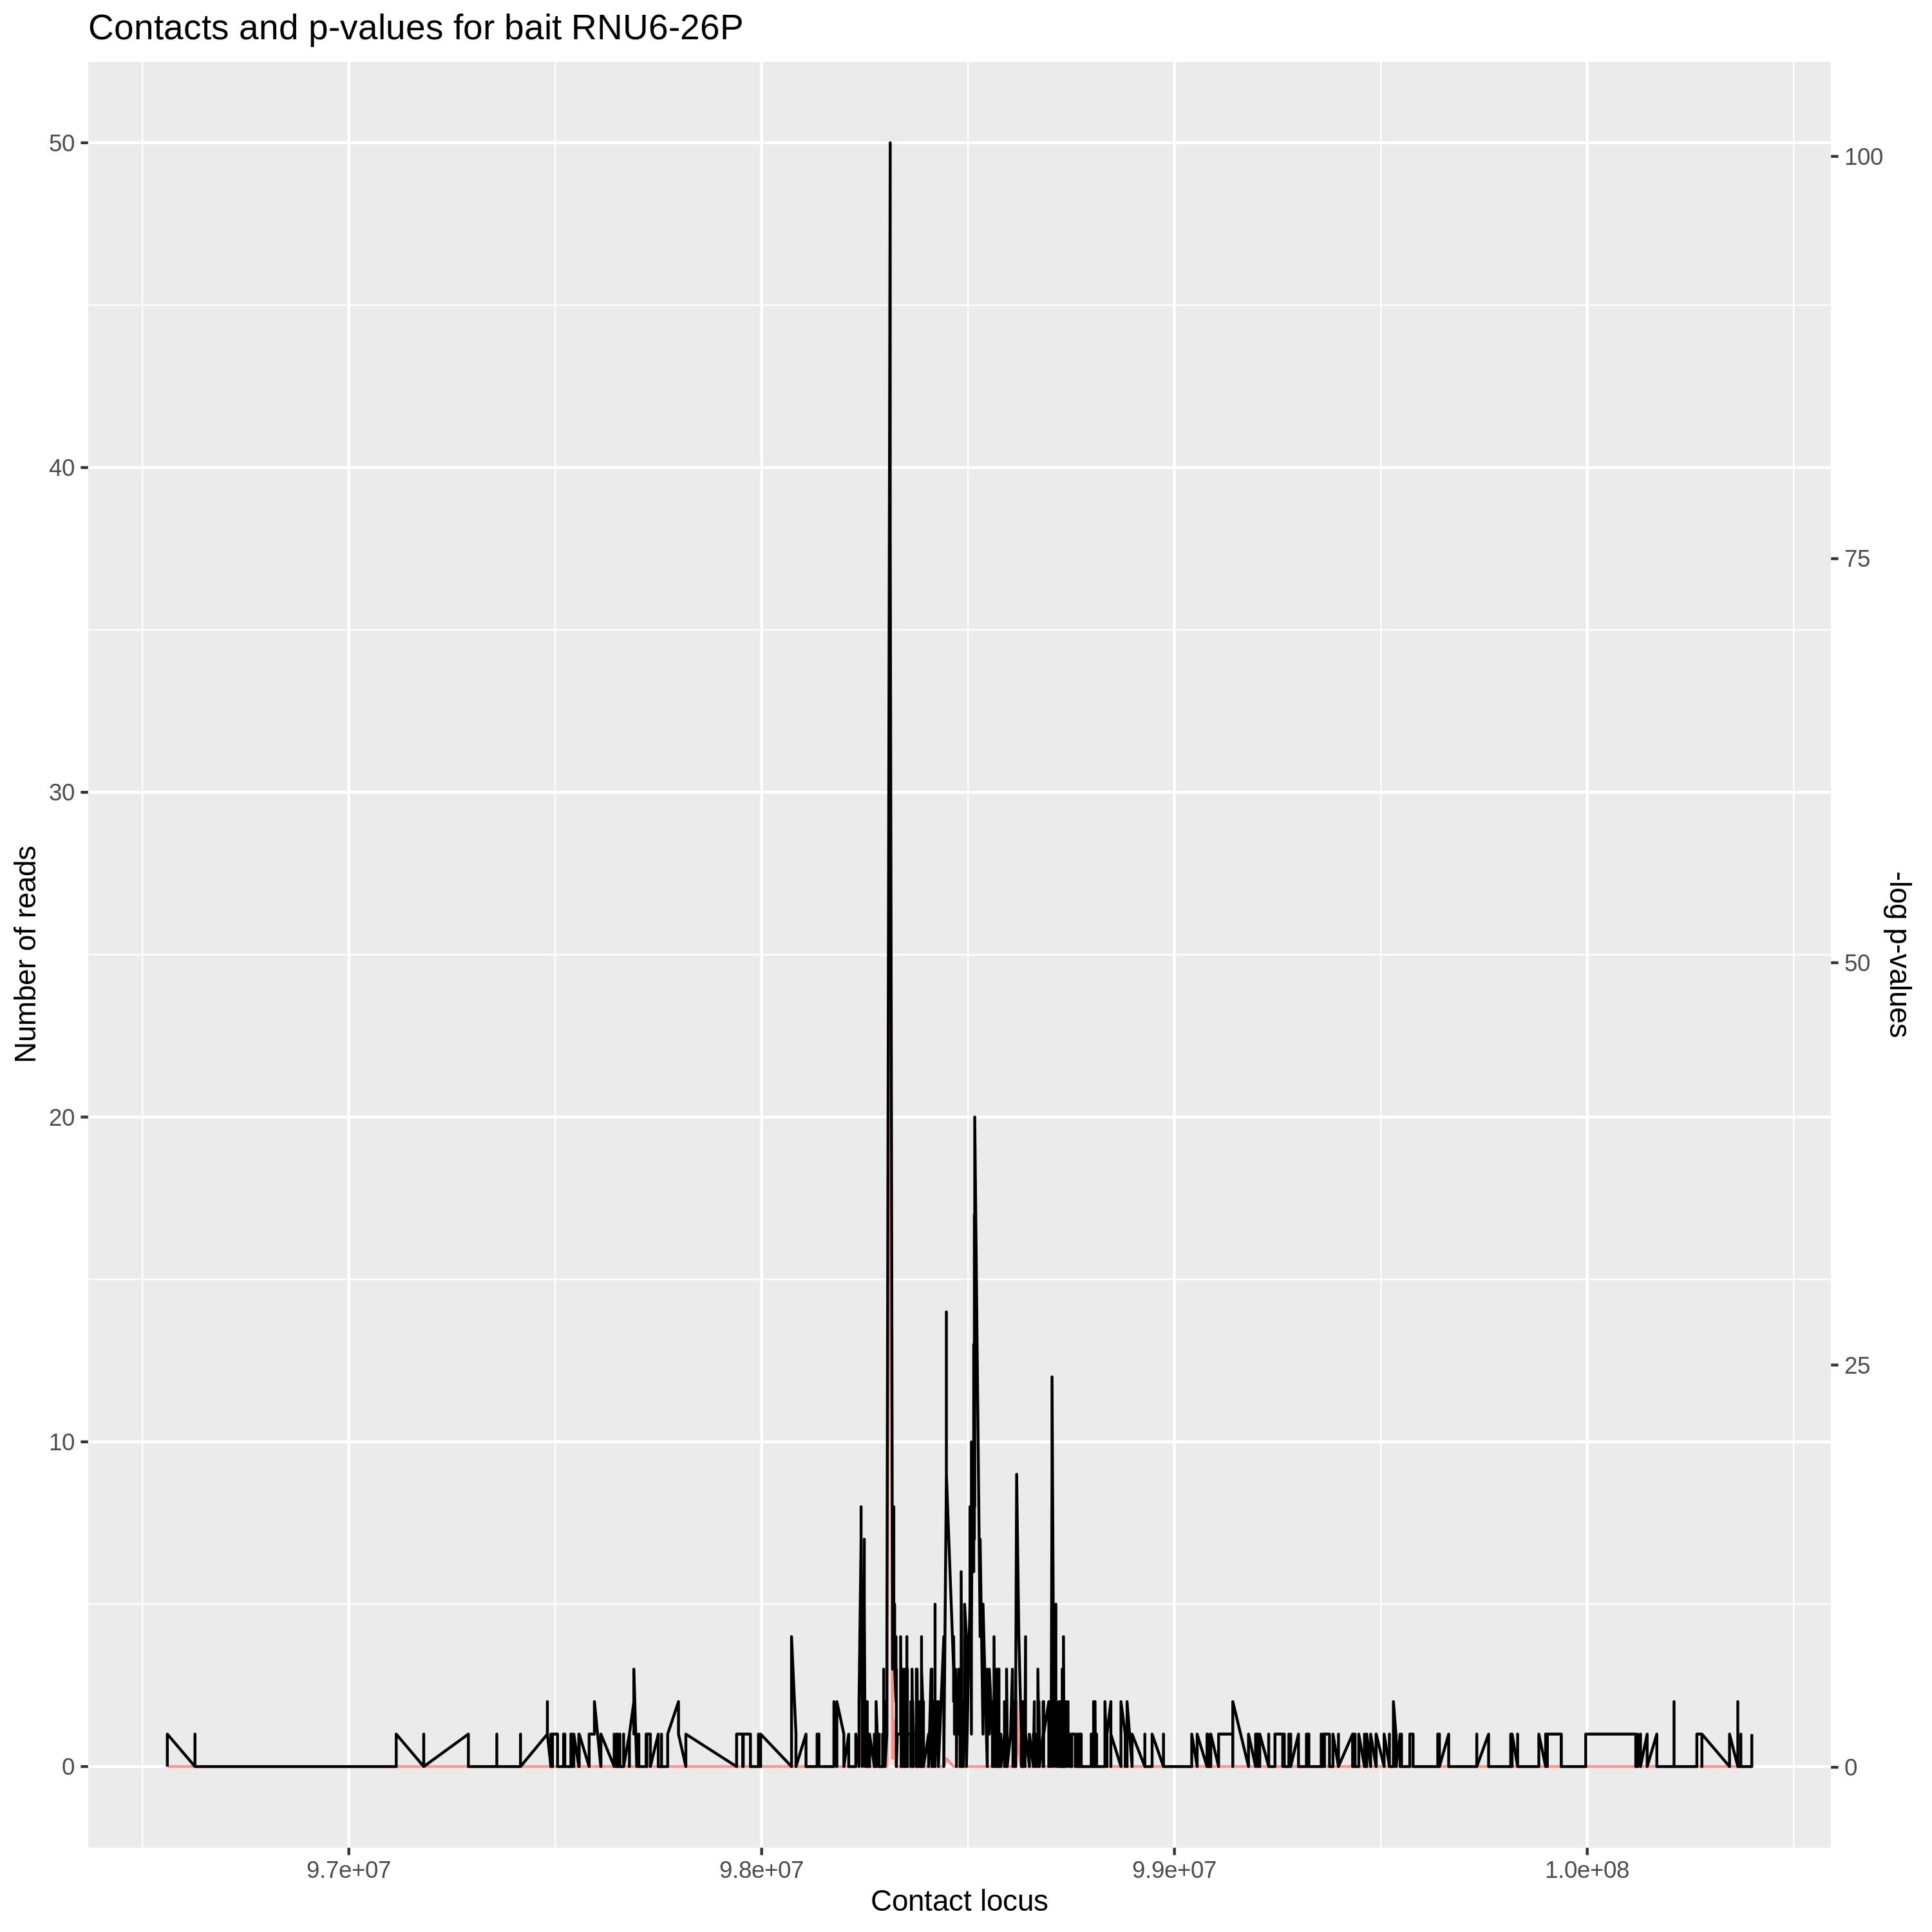 Contacts and p-values for bait RNU6-26P
50
40
30
20
10
0
Number of reads
100
75
50
25
0
-log p-values
9.7e+07
9.8e+07
9.9e+07
1.0e+08
Contact locus